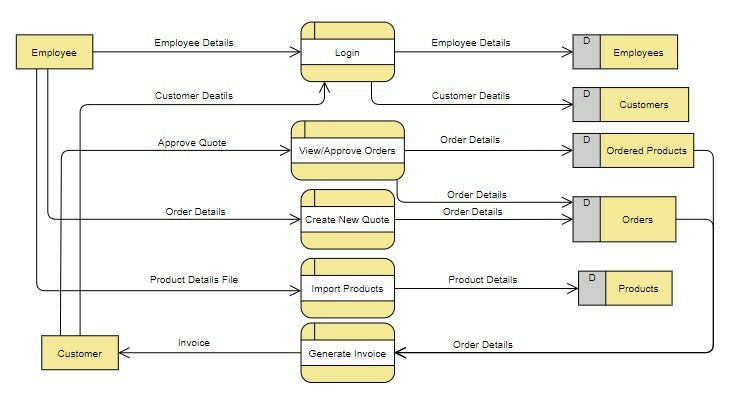 Employee Details
Employee Details
D
Employee
Login
Employees
Customer Deatils
Customer Deatils
D
Customers
Approve Quote
Order Details
D
View/Approve Orders
Ordered Products
Order Details
D
Order Details
Order Details
Create New Quote
Orders
Product Details File
Product Details
D
Import Products
Products
Invoice
Order Details
Customer
Generate Invoice